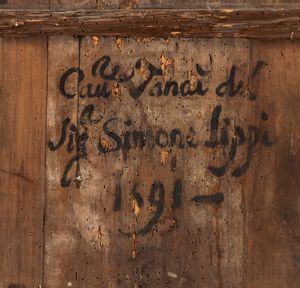 Cau.re Vanai del
Sig.a Simone Lippi
1591 —